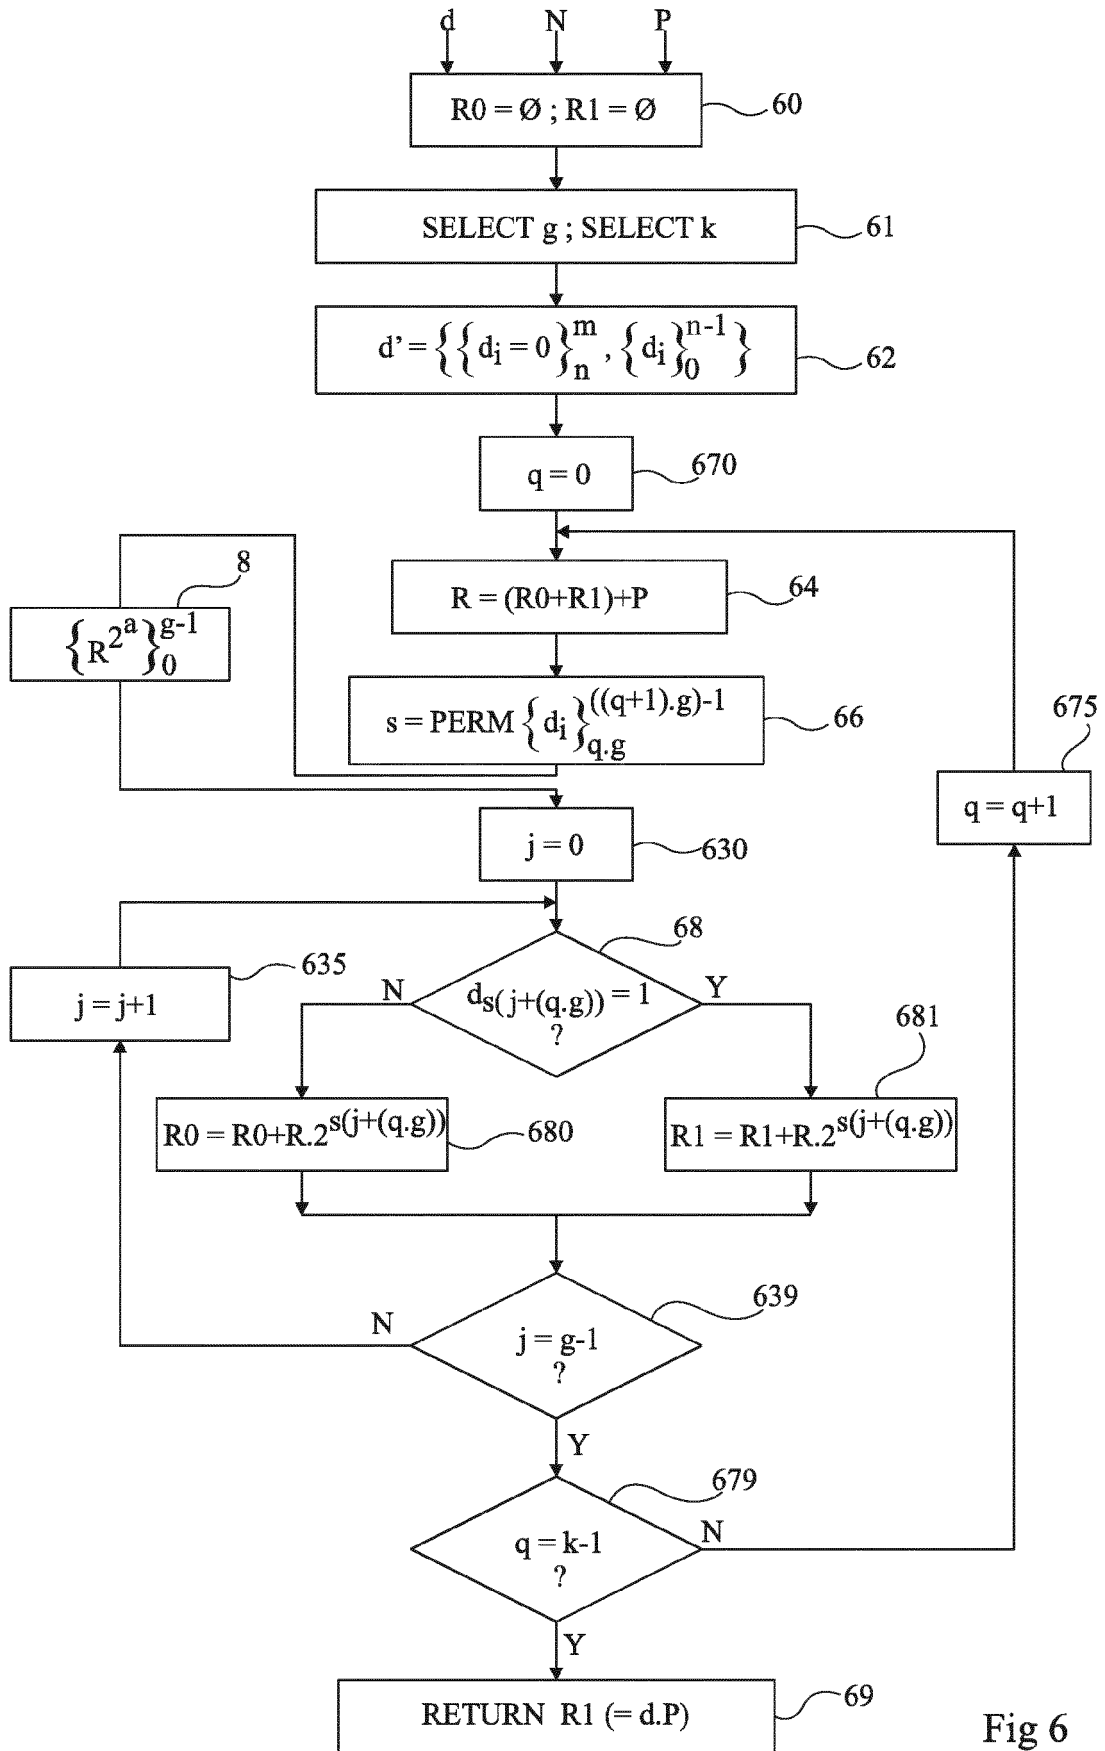 d N P
R0 = Ø ; R1 = Ø
60
SELECT g ; SELECT k
61
d' = { { d_i = 0 }_n^m , { d_i }_0^{n-1} }
62
q = 0
670
8
{ R^{2^a} }_0^{g-1}
R = (R0+R1)+P
64
s = PERM { d_i }_{q.g}^{((q+1).g)-1}
66
675
q = q+1
j = 0
630
68
635
j = j+1
N
d_{s(j+(q.g))} = 1
?
Y
681
R0 = R0+R.2^{s(j+(q.g))}
680
R1 = R1+R.2^{s(j+(q.g))}
639
N
j = g-1
?
Y
679
q = k-1
?
N
Y
RETURN R1 (= d.P)
69
Fig 6